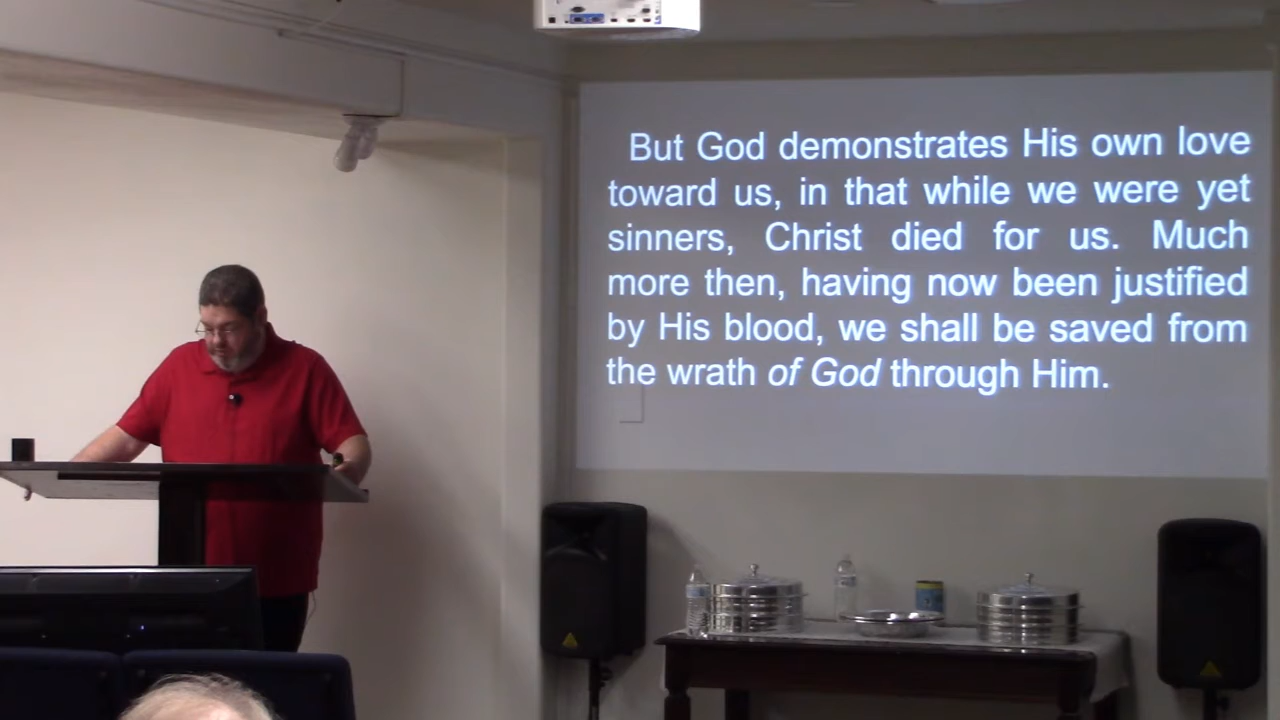 But God demonstrates His own love
toward us, in that while we were yet
sinners, Christ died for us. Much
more then, having now been justified
by His blood, we shall be saved from
the wrath of God through Him.